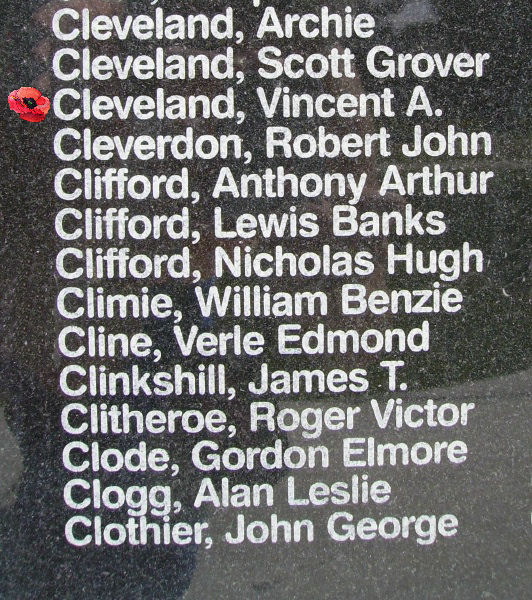 Cleveland, Archie
Cleveland, Scott Grover
Cleveland, Vincent A.
Cleverdon, Robert John
Clifford, Anthony Arthur
Clifford, Lewis Banks
Clifford, Nicholas Hugh
Climie, William Benzie
Cline, Verle Edmond
Clinkshill, James T.
Clitheroe, Roger Victor
Clode, Gordon Elmore
Clogg, Alan Leslie
Clothier, John George